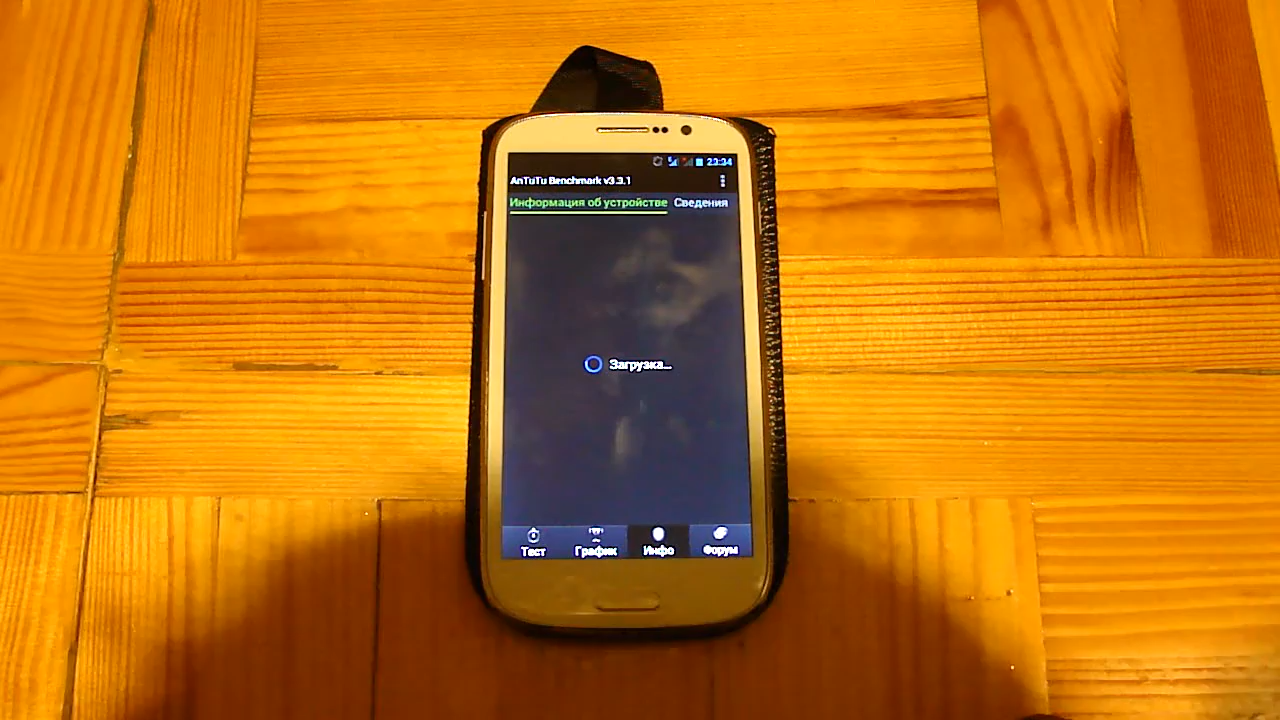 23:34
AnTuTu Benchmark v3.3.1
Информация об устройстве Сведения
Загрузка...
Тест График Инфо Форум